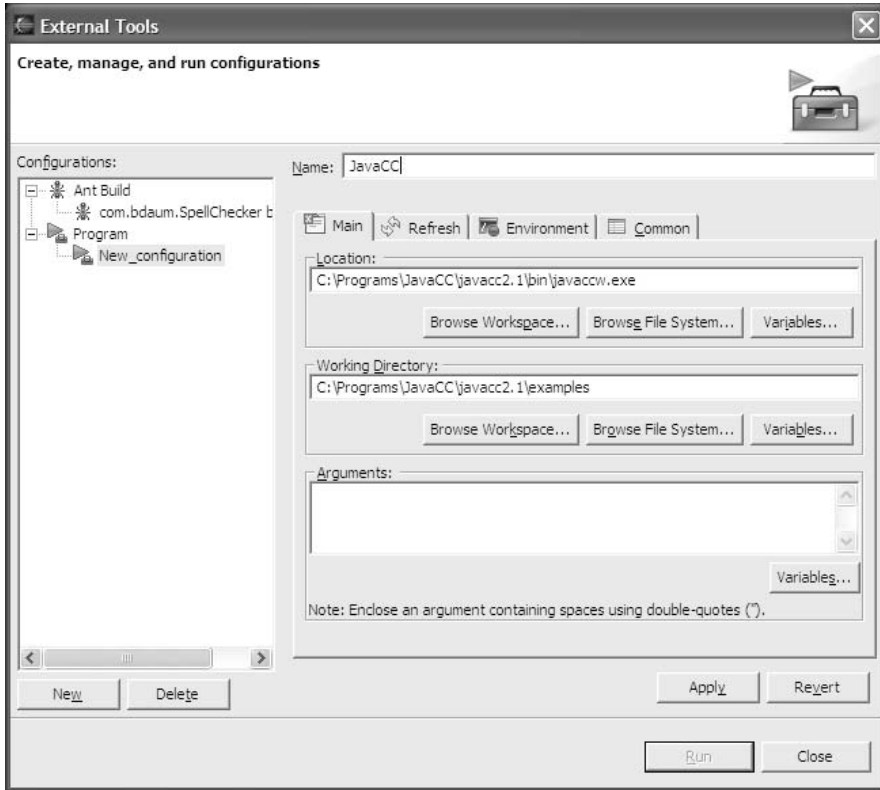 External Tools
Create, manage, and run configurations
Configurations:
Ant Build
com.bdaum.SpellChecker b
Program
New_configuration
New
Delete
Name: JavaCC
Main
Refresh
Environment
Common
Location:
C:\Programs\JavaCC\javacc2.1\bin\javaccw.exe
Browse Workspace...
Browse File System...
Variables...
Working Directory:
C:\Programs\JavaCC\javacc2.1\examples
Browse Workspace...
Browse File System...
Variables...
Arguments:
Variables...
Note: Enclose an argument containing spaces using double-quotes (").
Apply
Revert
Run
Close